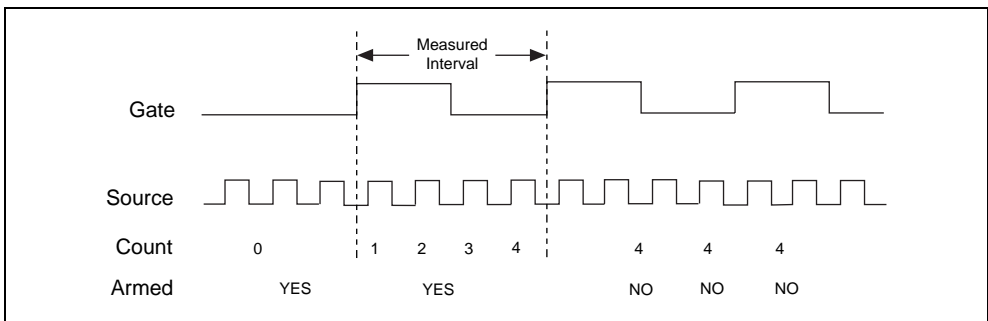 Measured
Interval
Gate
Source
Count 0 1 2 3 4 4 4 4
Armed YES YES NO NO NO